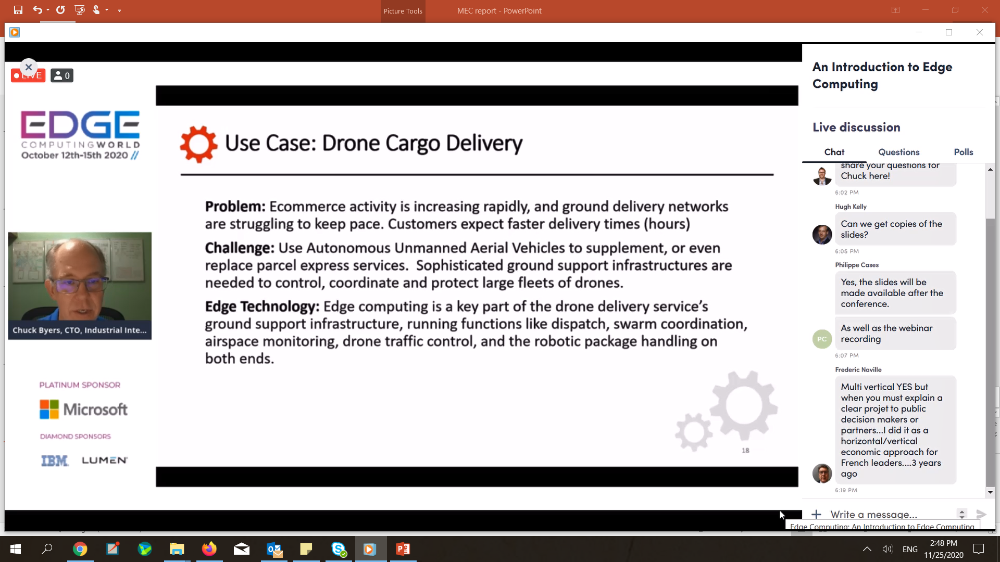 Picture Tools
MEC report - PowerPoint
LIVE
0
EDGE
COMPUTINGWORLD
October 12th-15th 2020 //
Use Case: Drone Cargo Delivery
Problem: Ecommerce activity is increasing rapidly, and ground delivery networks
are struggling to keep pace. Customers expect faster delivery times (hours)
Challenge: Use Autonomous Unmanned Aerial Vehicles to supplement, or even
replace parcel express services. Sophisticated ground support infrastructures are
needed to control, coordinate and protect large fleets of drones.
Edge Technology: Edge computing is a key part of the drone delivery service’s
ground support infrastructure, running functions like dispatch, swarm coordination,
airspace monitoring, drone traffic control, and the robotic package handling on
both ends.
18
Chuck Byers, CTO, Industrial Inte...
PLATINUM SPONSOR
Microsoft
DIAMOND SPONSORS
IBM LUMEN
An Introduction to Edge
Computing
Live discussion
Chat Questions Polls
share your questions for
Chuck here!
6:02 PM
Hugh Kelly
Can we get copies of the
slides?
6:05 PM
Philippe Cases
Yes, the slides will be
made available after the
conference.
As well as the webinar
recording
PC
6:07 PM
Frederic Naville
Multi vertical YES but
when you must explain a
clear projet to public
decision makers or
partners...I did it as a
horizontal/vertical
economic approach for
French leaders....3 years
ago
6:19 PM
Write a message...
Edge Computing: An Introduction to Edge Computing
ENG
2:48 PM
11/25/2020